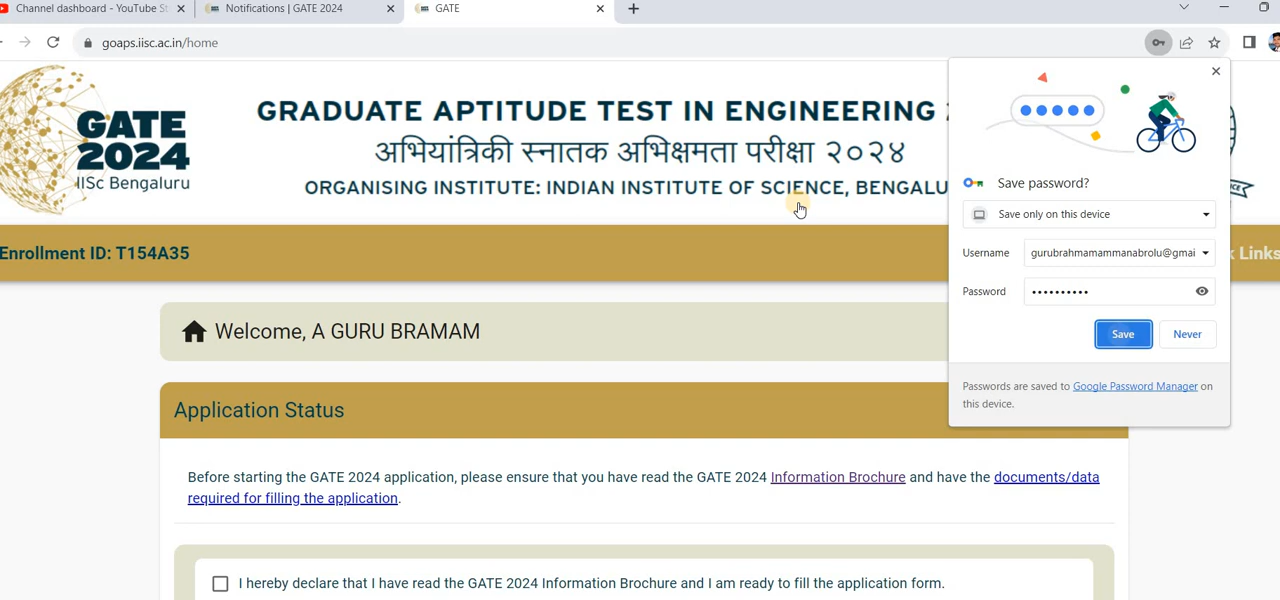 Channel dashboard - YouTube St
Notifications | GATE 2024
GATE
goaps.iisc.ac.in/home
GATE
2024
IISc Bengaluru
GRADUATE APTITUDE TEST IN ENGINEERING
अभियांत्रिकी स्नातक अभिक्षमता परीक्षा २०२४
ORGANISING INSTITUTE: INDIAN INSTITUTE OF SCIENCE, BENGALU
Enrollment ID: T154A35
k Links
Welcome, A GURU BRAMAM
Application Status
Before starting the GATE 2024 application, please ensure that you have read the GATE 2024 Information Brochure and have the documents/data
required for filling the application.
I hereby declare that I have read the GATE 2024 Information Brochure and I am ready to fill the application form.
Save password?
Save only on this device
Username
gurubrahmamammanabrolu@gmai
Password
••••••••••
Save
Never
Passwords are saved to Google Password Manager on
this device.